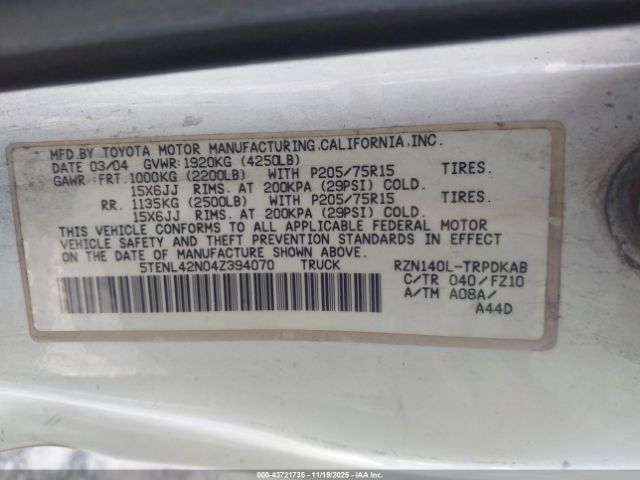 MFD.BY TOYOTA MOTOR MANUFACTURING,CALIFORNIA,INC.
DATE 03/04 GVWR:1920KG (4250LB)
GAWR:FRT.1000KG (2200LB) WITH P205/75R15 TIRES.
15X6JJ RIMS. AT 200KPA (29PSI) COLD.
RR. 1135KG (2500LB) WITH P205/75R15 TIRES.
15X6JJ RIMS. AT 200KPA (29PSI) COLD.
THIS VEHICLE CONFORMS TO ALL APPLICABLE FEDERAL MOTOR
VEHICLE SAFETY AND THEFT PREVENTION STANDARDS IN EFFECT
ON THE DATE OF MANUFACTURE SHOWN ABOVE.
5TENL42N04Z394070 TRUCK RZN140L-TRPDKAB
C/TR 040/FZ10
A/TM A08A/
A44D
000-43721735 - 11/19/2025 - IAA Inc.